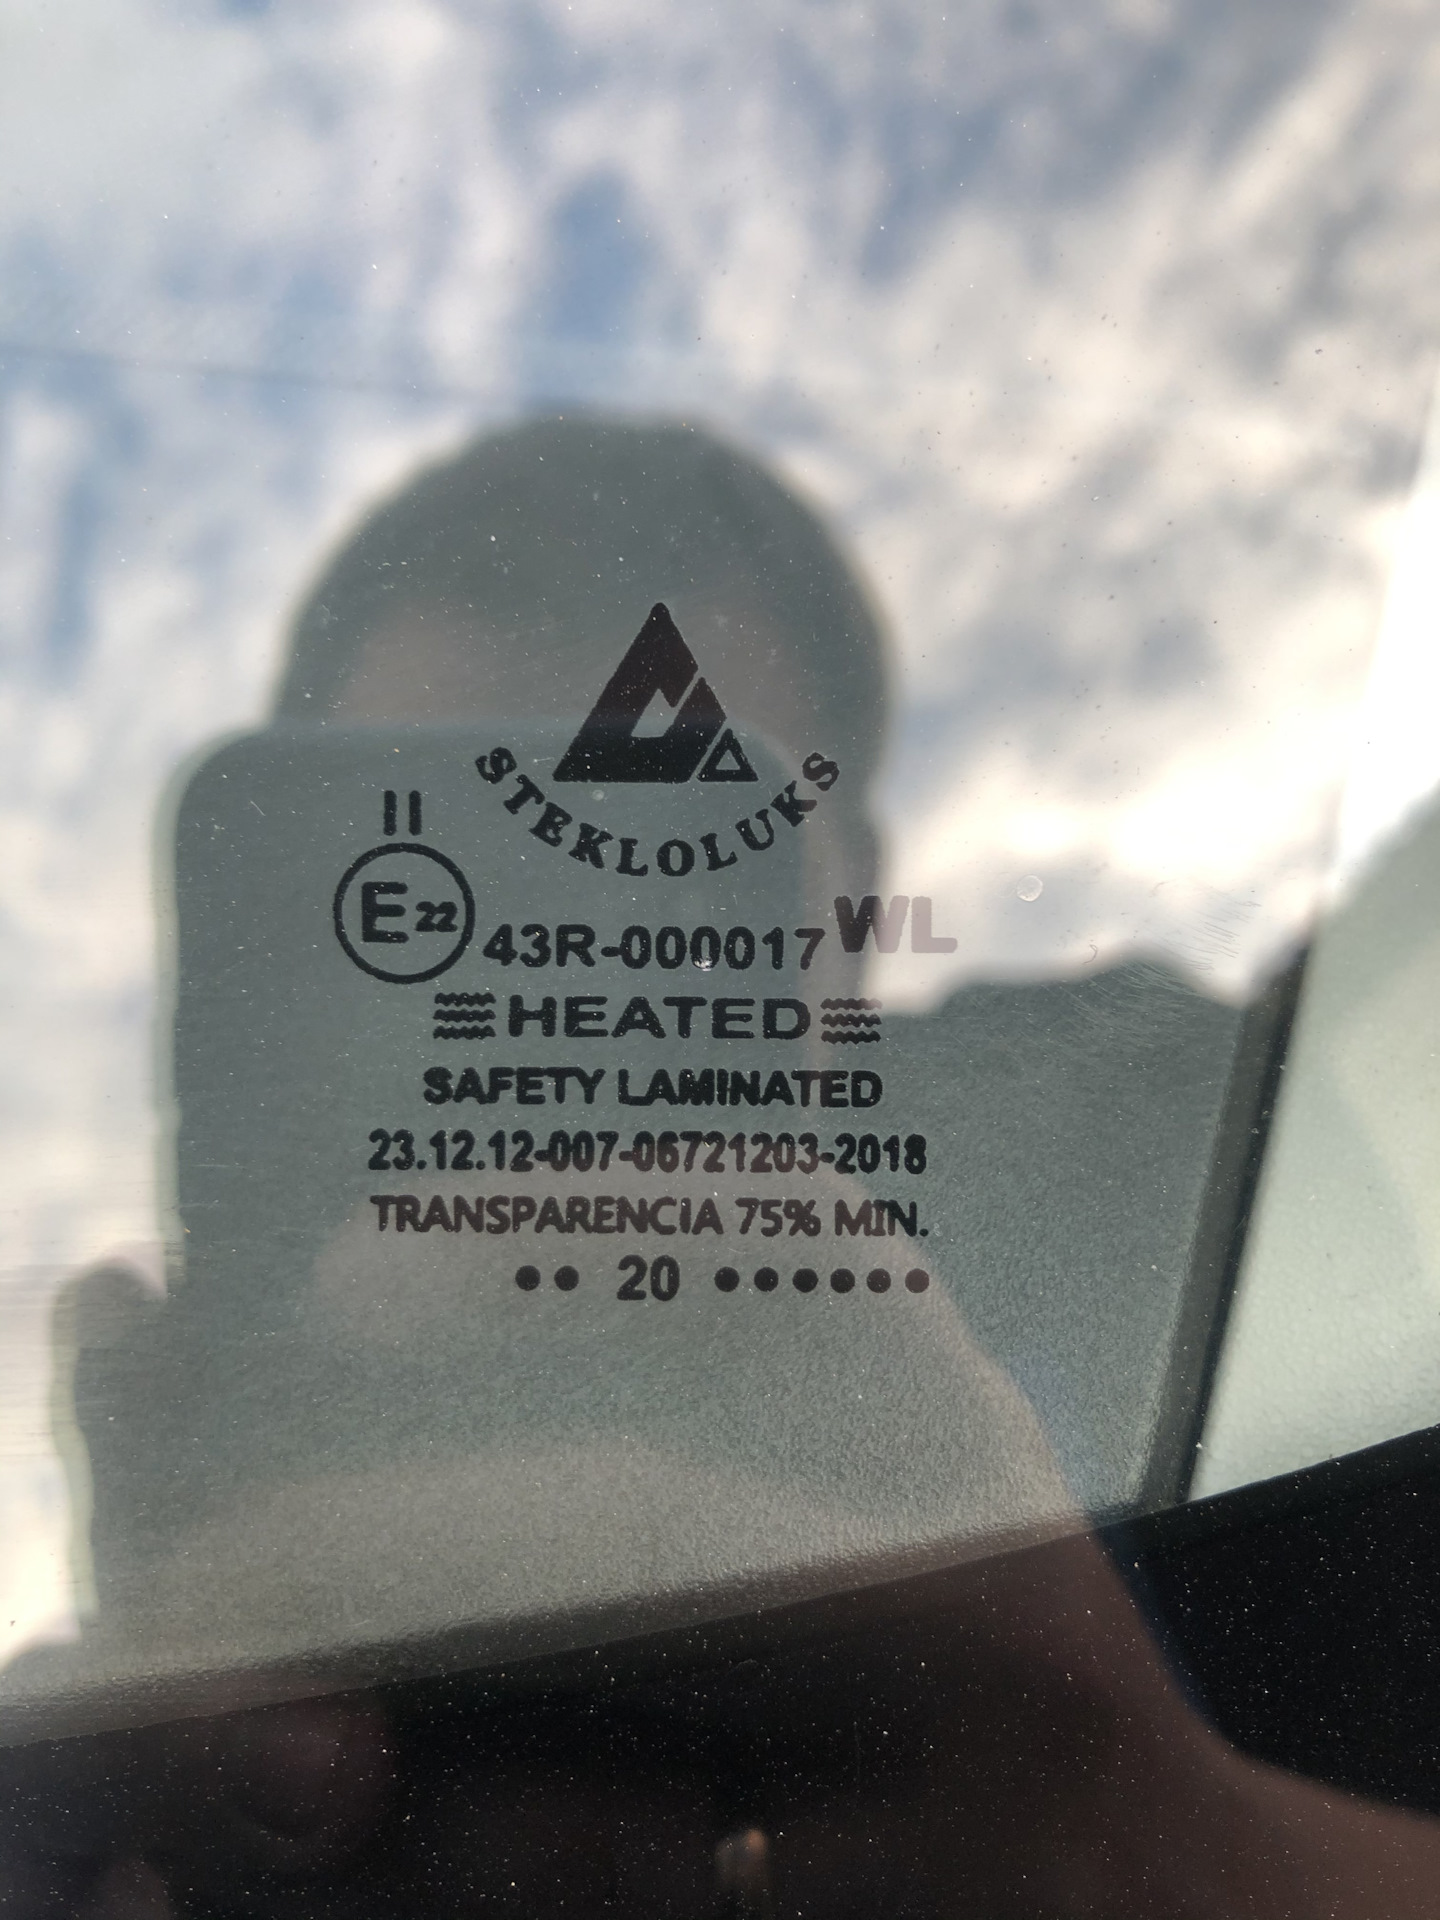 STEKLOLUKS
II
E22 43R-000017 WL
HEATED
SAFETY LAMINATED
23.12.12-007-06721203-2018
TRANSPARENCIA 75% MIN.
•• 20 ••••••